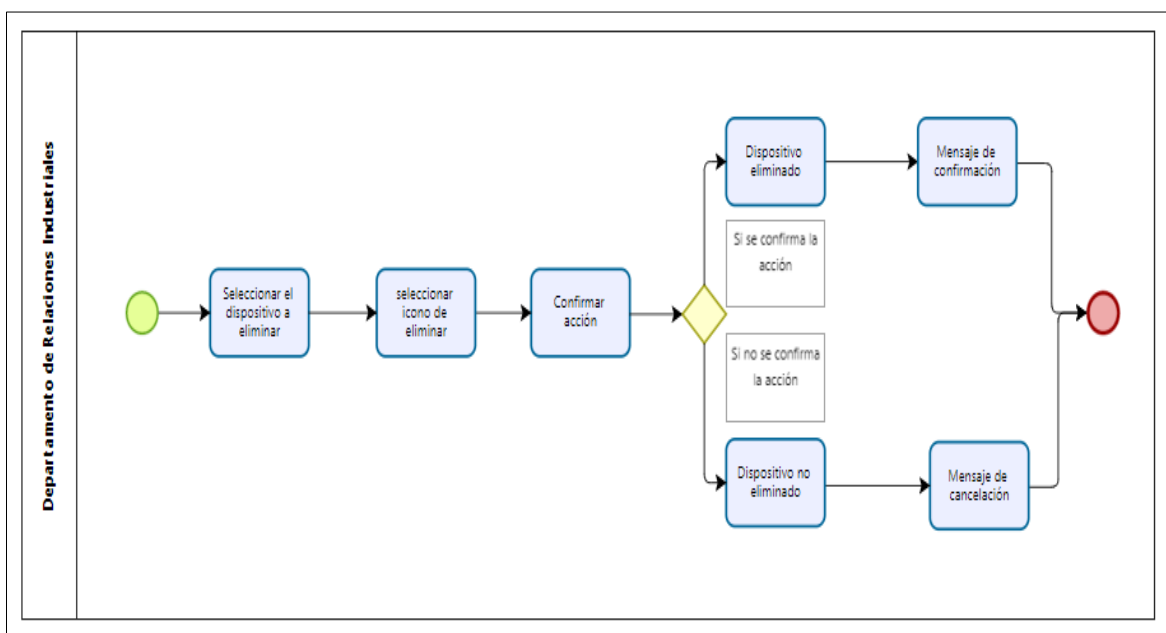 Departamento de Relaciones Industriales
Seleccionar el
dispositivo a
eliminar
seleccionar
icono de
eliminar
Confirmar
acción
Dispositivo
eliminado
Mensaje de
confirmación
Si se confirma la
acción
Si no se confirma
la acción
Dispositivo no
eliminado
Mensaje de
cancelación